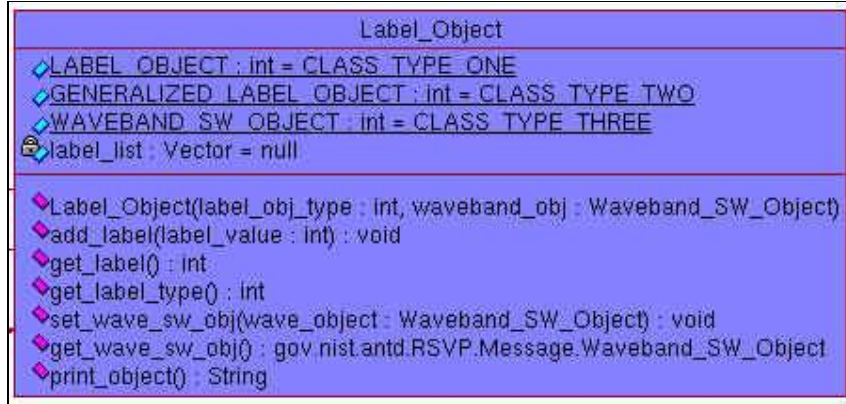 Label_Object
LABEL_OBJECT : int = CLASS_TYPE_ONE
GENERALIZED_LABEL_OBJECT : int = CLASS_TYPE_TWO
WAVEBAND_SW_OBJECT : int = CLASS_TYPE_THREE
label_list : Vector = null
Label_Object(label_obj_type : int, waveband_obj : Waveband_SW_Object)
add_label(label_value : int) : void
get_label() : int
get_label_type() : int
set_wave_sw_obj(wave_object : Waveband_SW_Object) : void
get_wave_sw_obj() : gov.nist.antd.RSVP.Message.Waveband_SW_Object
print_object() : String